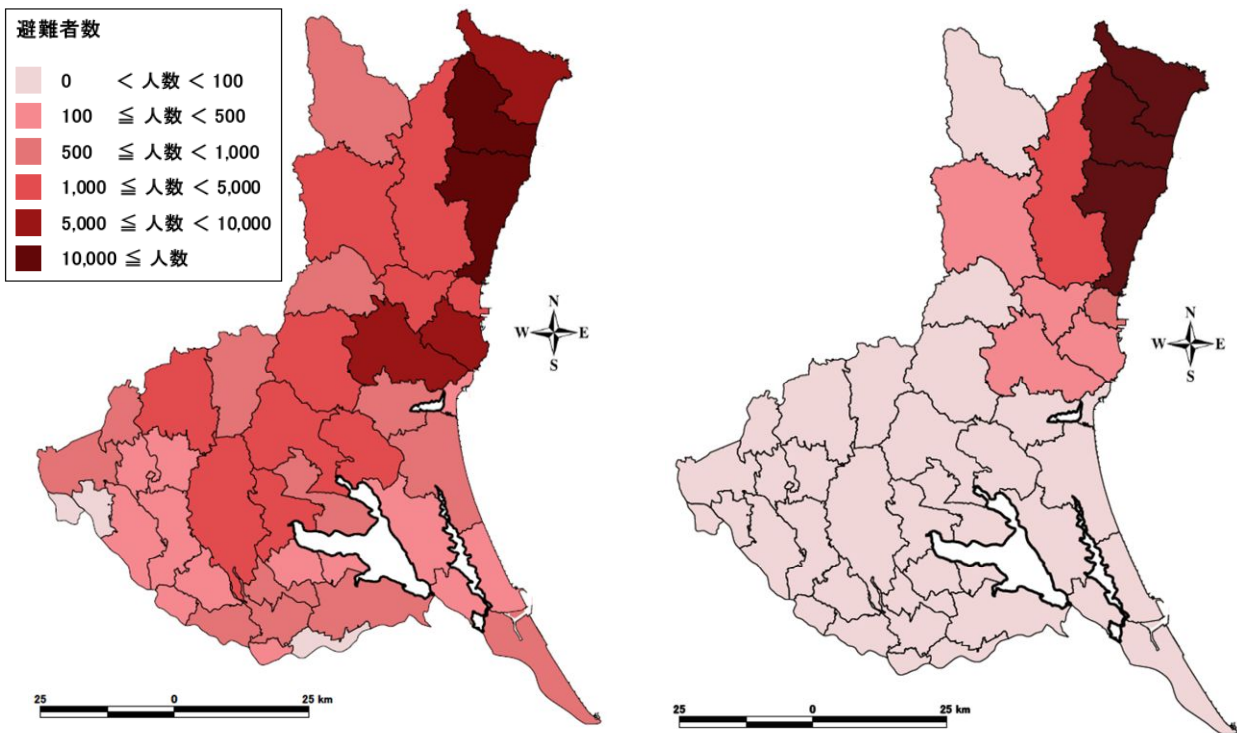 避難者数
0 < 人数 < 100
100 ≦ 人数 < 500
500 ≦ 人数 < 1,000
1,000 ≦ 人数 < 5,000
5,000 ≦ 人数 < 10,000
10,000 ≦ 人数
N
W E
S
25 0 25 km
N
W E
S
25 0 25 km